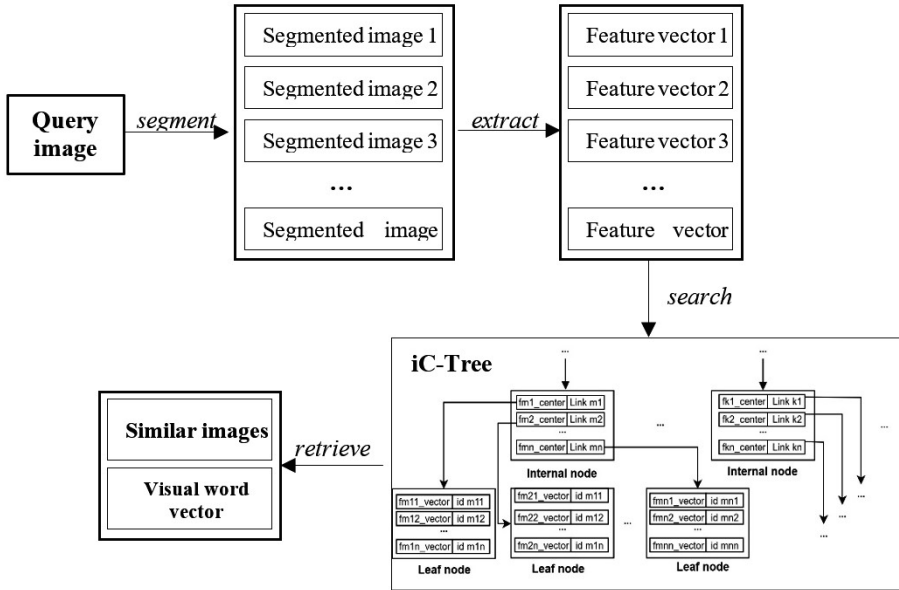 Query
image
segment
Segmented image 1
Segmented image 2
Segmented image 3
...
Segmented image
extract
Feature vector 1
Feature vector 2
Feature vector 3
...
Feature vector
search
iC-Tree
...
fm1_center Link m1
fm2_center Link m2
...
fmn_center Link mn
Internal node
...
...
fk1_center Link k1
fk2_center Link k2
...
fkn_center Link kn
Internal node
...
...
...
...
fm11_vector id m11
fm12_vector id m12
...
fm1n_vector id m1n
Leaf node
fm21_vector id m11
fm22_vector id m12
...
fm2n_vector id m1n
Leaf node
...
fmn1_vector id mn1
fmn2_vector id mn2
...
fmnn_vector id mnn
Leaf node
retrieve
Similar images
Visual word
vector